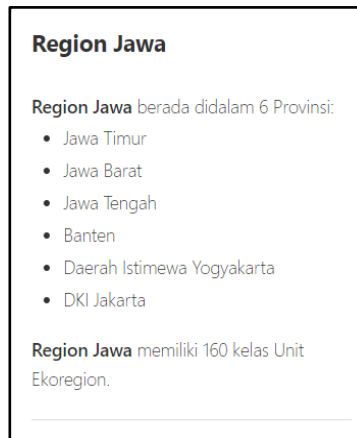 Region Jawa
Region Jawa berada didalam 6 Provinsi:
• Jawa Timur
• Jawa Barat
• Jawa Tengah
• Banten
• Daerah Istimewa Yogyakarta
• DKI Jakarta
Region Jawa memiliki 160 kelas Unit
Ekoregion.